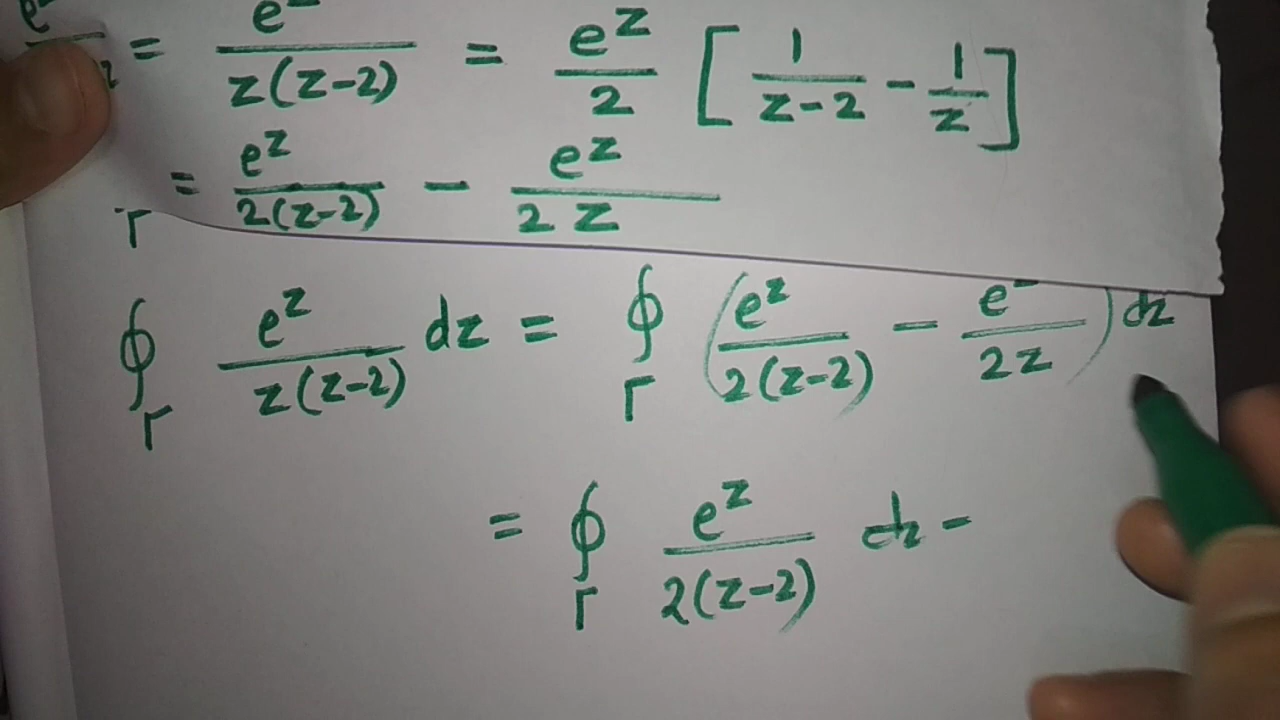 = e^z / z(z-2) = e^z / 2 [ 1 / z-2 - 1 / z ]
= e^z / 2(z-2) - e^z / 2 z
Γ
∮_Γ e^z / z(z-2) dz = ∮_Γ ( e^z / 2(z-2) - e / 2z ) dz
= ∮_Γ e^z / 2(z-2) dz -